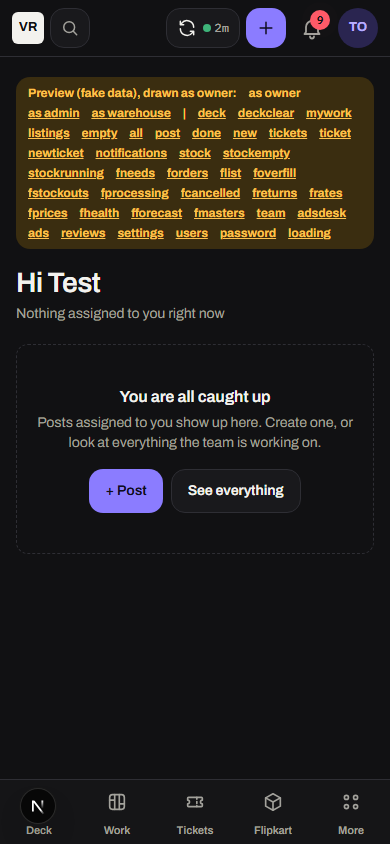 VR 2m 9 TO
Preview (fake data), drawn as owner: as owner
as admin as warehouse | deck deckclear mywork
listings empty all post done new tickets ticket
newticket notifications stock stockempty
stockrunning fneeds forders flist foverfill
fstockouts fprocessing fcancelled freturns frates
fprices fhealth fforecast fmasters team adsdesk
ads reviews settings users password loading
Hi Test
Nothing assigned to you right now
You are all caught up
Posts assigned to you show up here. Create one, or
look at everything the team is working on.
+ Post See everything
N
Deck Work Tickets Flipkart More